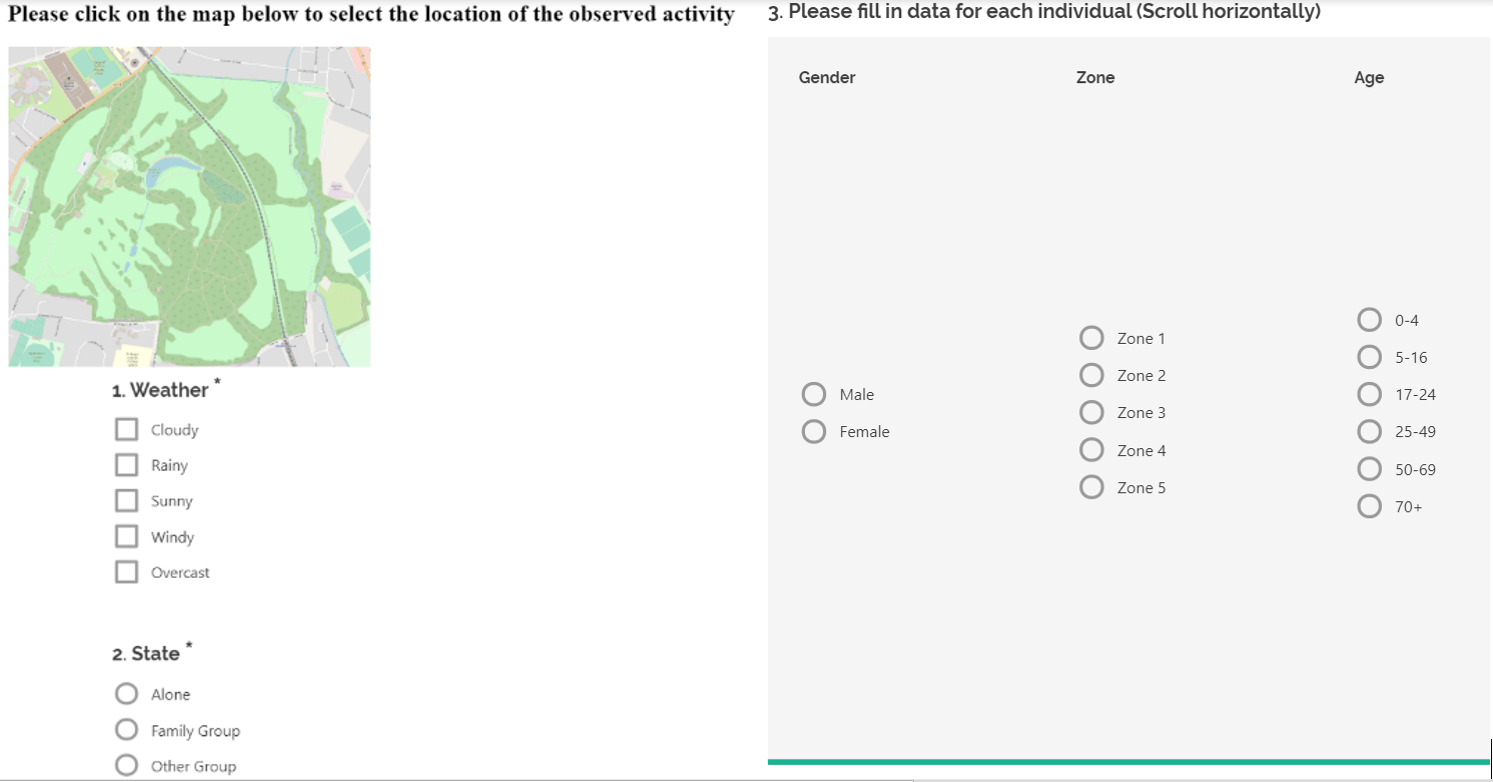 Please click on the map below to select the location of the observed activity
1. Weather *
Cloudy
Rainy
Sunny
Windy
Overcast
2. State *
Alone
Family Group
Other Group
3. Please fill in data for each individual (Scroll horizontally)
Gender
Male
Female
Zone
Zone 1
Zone 2
Zone 3
Zone 4
Zone 5
Age
0-4
5-16
17-24
25-49
50-69
70+